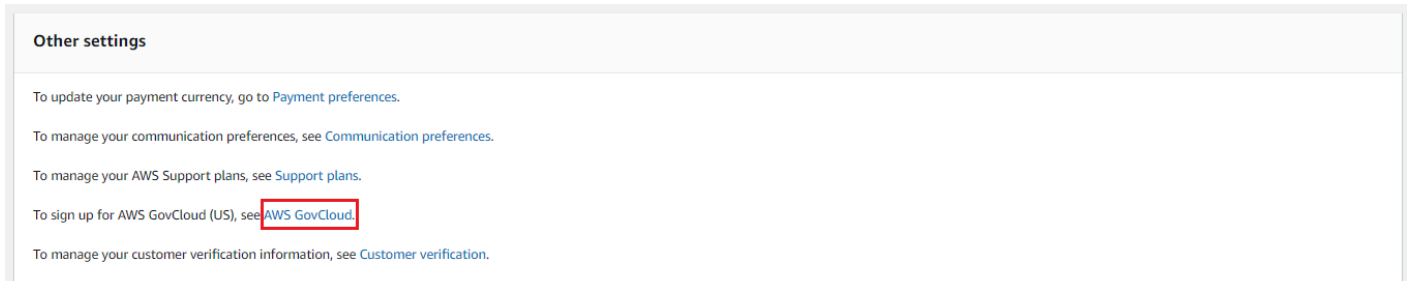 Other settings
To update your payment currency, go to Payment preferences.
To manage your communication preferences, see Communication preferences.
To manage your AWS Support plans, see Support plans.
To sign up for AWS GovCloud (US), see AWS GovCloud.
To manage your customer verification information, see Customer verification.